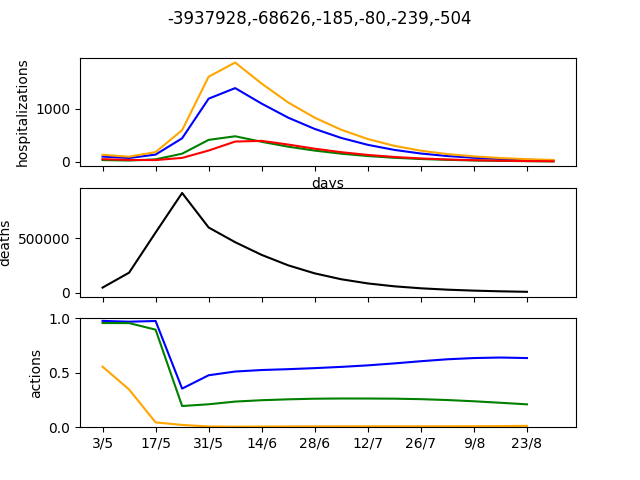 -3937928,-68626,-185,-80,-239,-504
hospitalizations
1000
0
days
deaths
500000
0
actions
1.0
0.5
0.0
3/5 17/5 31/5 14/6 28/6 12/7 26/7 9/8 23/8